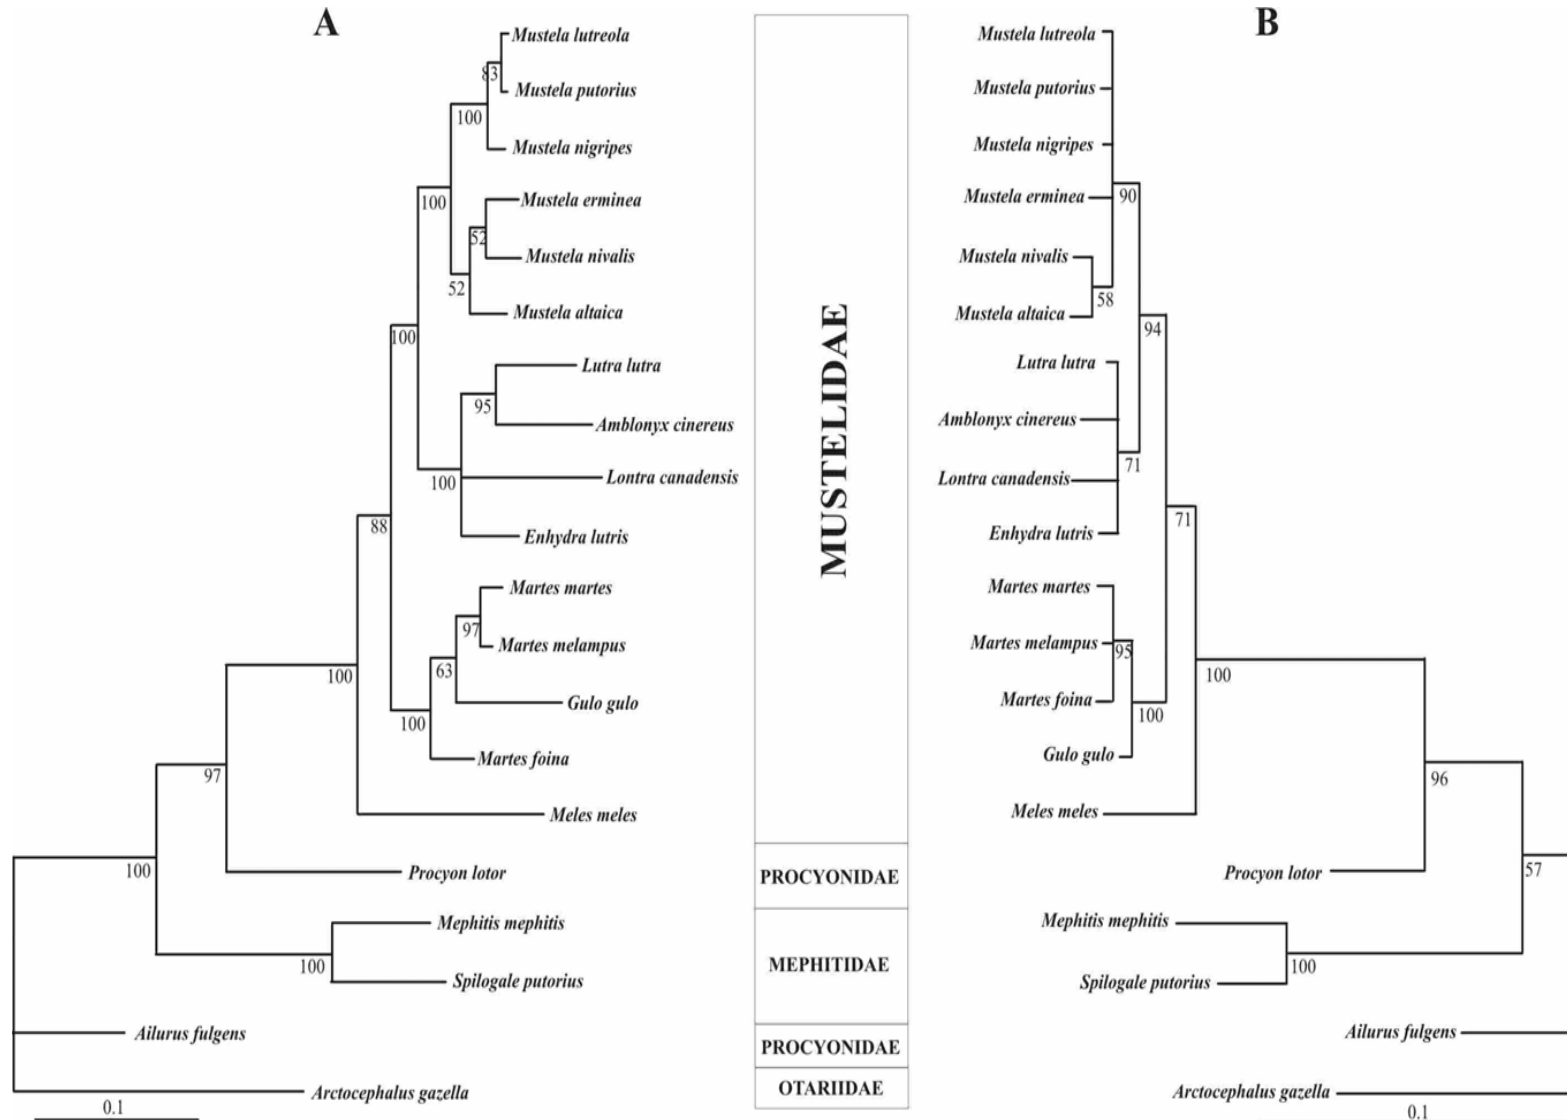 A
B
Mustela lutreola
83
Mustela putorius
100
Mustela nigripes
100
Mustela erminea
52
Mustela nivalis
52
Mustela altaica
100
Lutra lutra
95
Amblonyx cinereus
Lontra canadensis
100
88
Enhydra lutris
Martes martes
97
Martes melampus
63
Gulo gulo
100
100
Martes foina
97
Meles meles
100
Procyon lotor
Mephitis mephitis
100
Spilogale putorius
Ailurus fulgens
Arctocephalus gazella
0.1
MUSTELIDAE
PROCYONIDAE
MEPHITIDAE
PROCYONIDAE
OTARIIDAE
Mustela lutreola
Mustela putorius
Mustela nigripes
90
Mustela erminea
Mustela nivalis
58
Mustela altaica
94
Lutra lutra
Amblonyx cinereus
71
Lontra canadensis
71
Enhydra lutris
Martes martes
Martes melampus
95
Martes foina
100
100
Gulo gulo
96
Meles meles
Procyon lotor
57
Mephitis mephitis
100
Spilogale putorius
Ailurus fulgens
Arctocephalus gazella
0.1